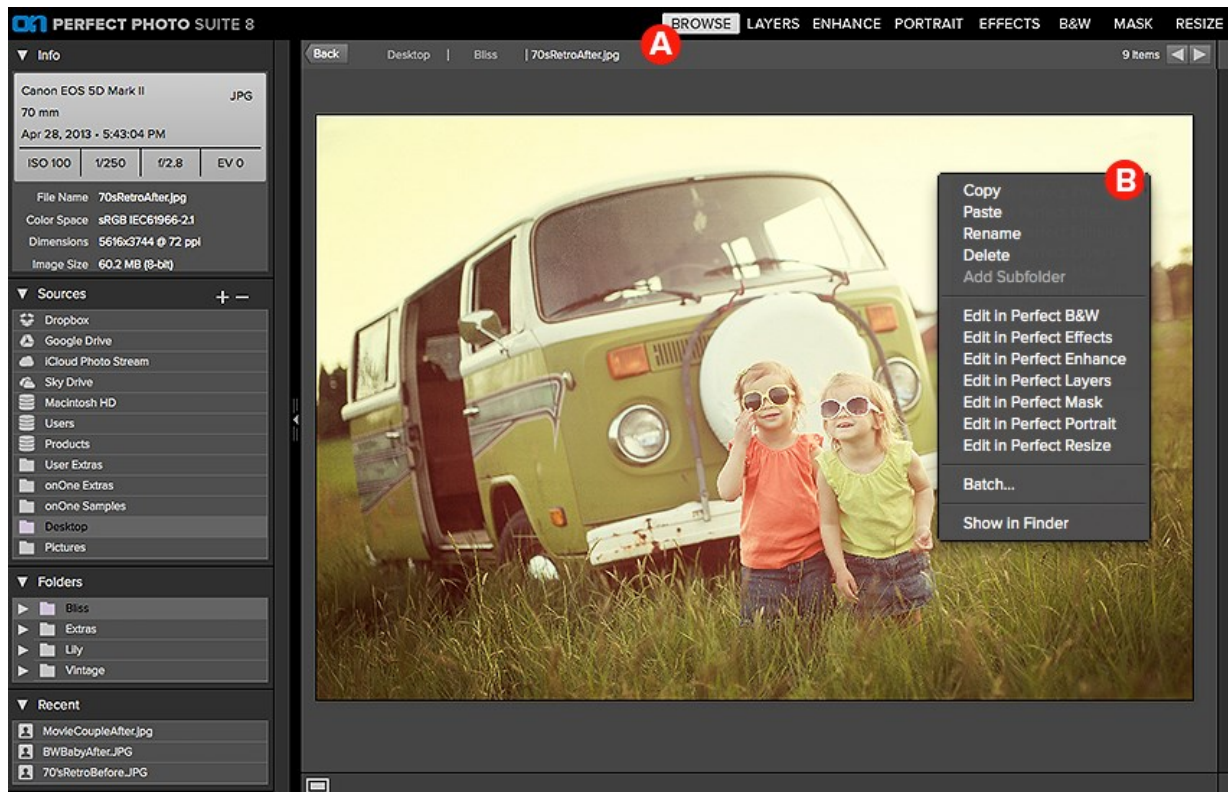 on PERFECT PHOTO SUITE 8
BROWSE LAYERS ENHANCE PORTRAIT EFFECTS B&W MASK RESIZE
A
Info
Back Desktop | Bliss | 70sRetroAfter.jpg 9 Items
Canon EOS 5D Mark II JPG
70 mm
Apr 28, 2013 • 5:43:04 PM
ISO 100 1/250 f/2.8 EV 0
File Name 70sRetroAfter.jpg
Color Space sRGB IEC61966-2.1
Dimensions 5616x3744 @ 72 ppi
Image Size 60.2 MB (8-bit)
Sources + −
Dropbox
Google Drive
iCloud Photo Stream
Sky Drive
Macintosh HD
Users
Products
User Extras
onOne Extras
onOne Samples
Desktop
Pictures
Folders
Bliss
Extras
Lily
Vintage
Recent
MovieCoupleAfter.jpg
BWBabyAfter.JPG
70'sRetroBefore.JPG
B
Copy
Paste
Rename
Delete
Add Subfolder
Edit in Perfect B&W
Edit in Perfect Effects
Edit in Perfect Enhance
Edit in Perfect Layers
Edit in Perfect Mask
Edit in Perfect Portrait
Edit in Perfect Resize
Batch...
Show in Finder